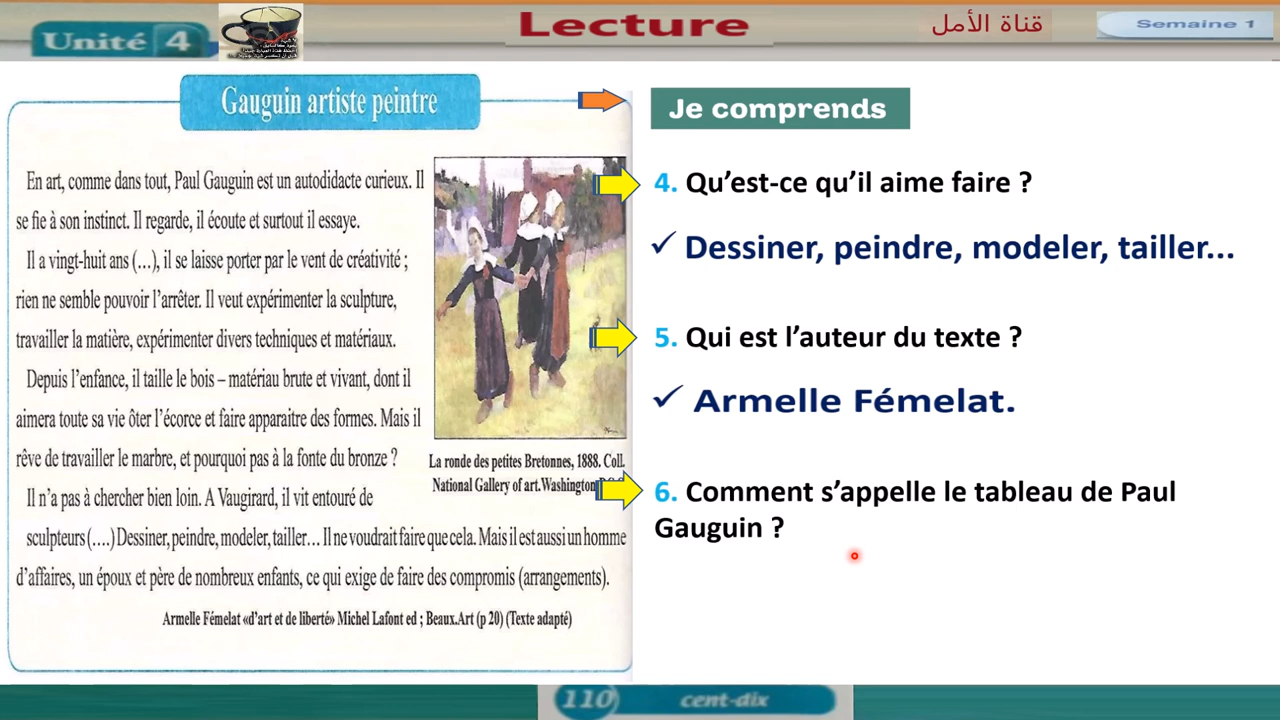 Unité 4
Lecture
قناة الأمل
Semaine 1
Gauguin artiste peintre
En art, comme dans tout, Paul Gauguin est un autodidacte curieux. Il
se fie à son instinct. Il regarde, il écoute et surtout il essaye.
Il a vingt-huit ans (...), il se laisse porter par le vent de créativité ;
rien ne semble pouvoir l'arrêter. Il veut expérimenter la sculpture,
travailler la matière, expérimenter divers techniques et matériaux.
Depuis l'enfance, il taille le bois – matériau brute et vivant, dont il
aimera toute sa vie ôter l'écorce et faire apparaitre des formes. Mais il
rêve de travailler le marbre, et pourquoi pas à la fonte du bronze ?
Il n'a pas à chercher bien loin. A Vaugirard, il vit entouré de
sculpteurs (....) Dessiner, peindre, modeler, tailler... Il ne voudrait faire que cela. Mais il est aussi un homme
d'affaires, un époux et père de nombreux enfants, ce qui exige de faire des compromis (arrangements).
La ronde des petites Bretonnes, 1888. Coll.
National Gallery of art.Washington
Armelle Fémelat «d'art et de liberté» Michel Lafont ed ; Beaux.Art (p 20) (Texte adapté)
Je comprends
4. Qu'est-ce qu'il aime faire ?
✓ Dessiner, peindre, modeler, tailler...
5. Qui est l'auteur du texte ?
✓ Armelle Fémelat.
6. Comment s'appelle le tableau de Paul
Gauguin ?
110
cent-dix